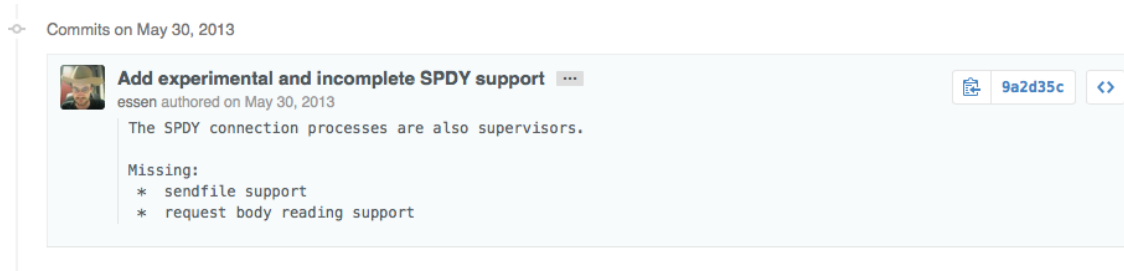 Commits on May 30, 2013
Add experimental and incomplete SPDY support ...
essen authored on May 30, 2013
9a2d35c <>
The SPDY connection processes are also supervisors.
Missing:
* sendfile support
* request body reading support